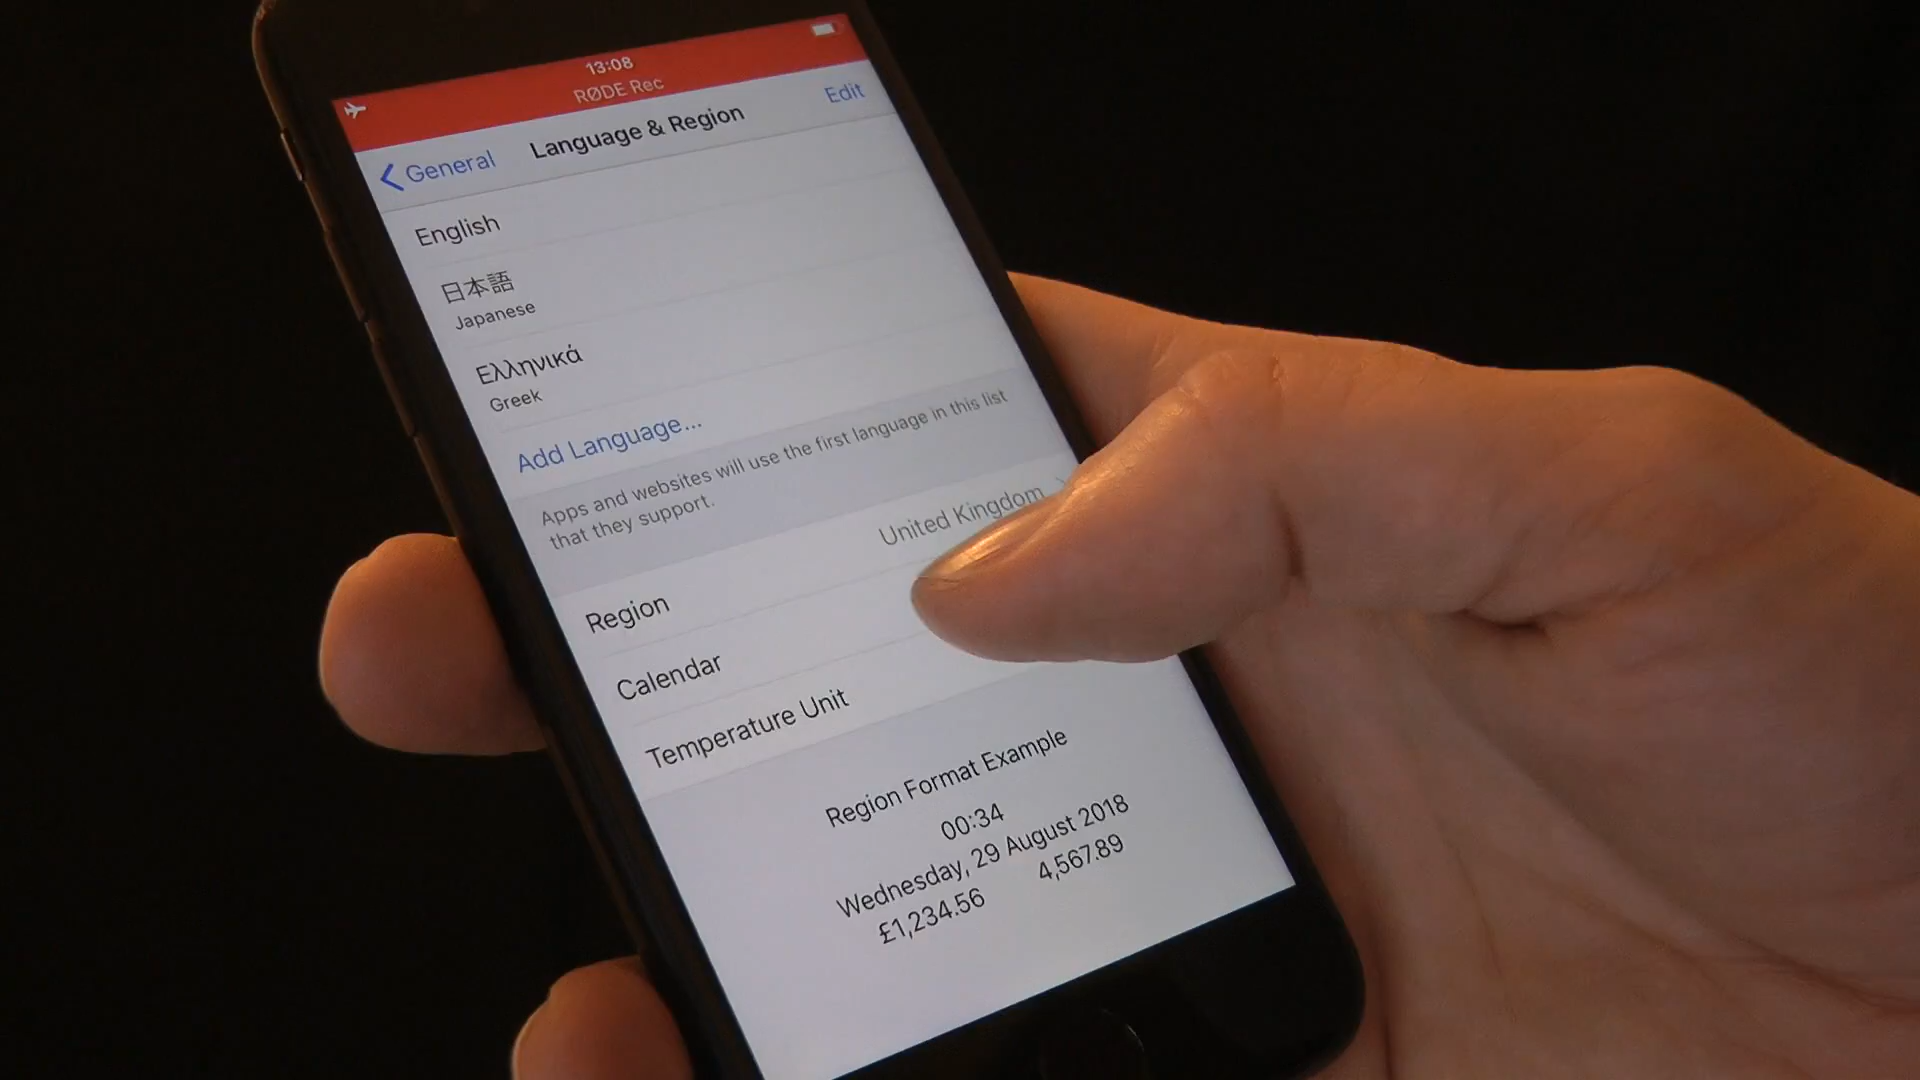 13:08
RØDE Rec
General
Language & Region
Edit
English
日本語
Japanese
Ελληνικά
Greek
Add Language...
Apps and websites will use the first language in this list
that they support.
Region
United Kingdom
Calendar
Temperature Unit
Region Format Example
00:34
Wednesday, 29 August 2018
£1,234.56 4,567.89